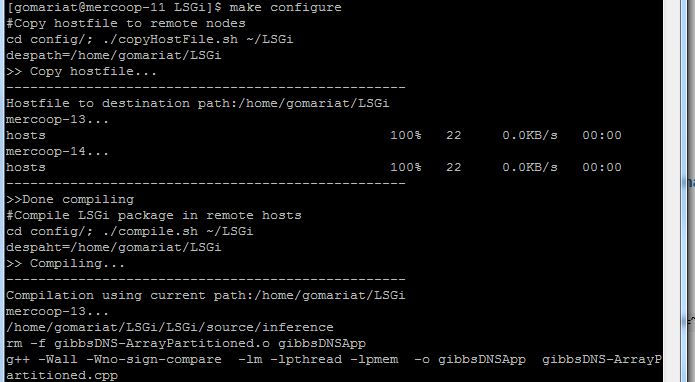 [gomariat@mercoop-11 LSGi]$ make configure
#Copy hostfile to remote nodes
cd config/; ./copyHostFile.sh ~/LSGi
despath=/home/gomariat/LSGi
>> Copy hostfile...
--------------------------------------------------
Hostfile to destination path:/home/gomariat/LSGi
mercoop-13...
hosts 100% 22 0.0KB/s 00:00
mercoop-14...
hosts 100% 22 0.0KB/s 00:00
--------------------------------------------------
>>Done compiling
#Compile LSGi package in remote hosts
cd config/; ./compile.sh ~/LSGi
despaht=/home/gomariat/LSGi
>> Compiling...
--------------------------------------------------
Compilation using current path:/home/gomariat/LSGi
mercoop-13...
/home/gomariat/LSGi/LSGi/source/inference
rm -f gibbsDNS-ArrayPartitioned.o gibbsDNSApp
g++ -Wall -Wno-sign-compare  -lm -lpthread -lpmem  -o gibbsDNSApp  gibbsDNS-ArrayP
artitioned.cpp